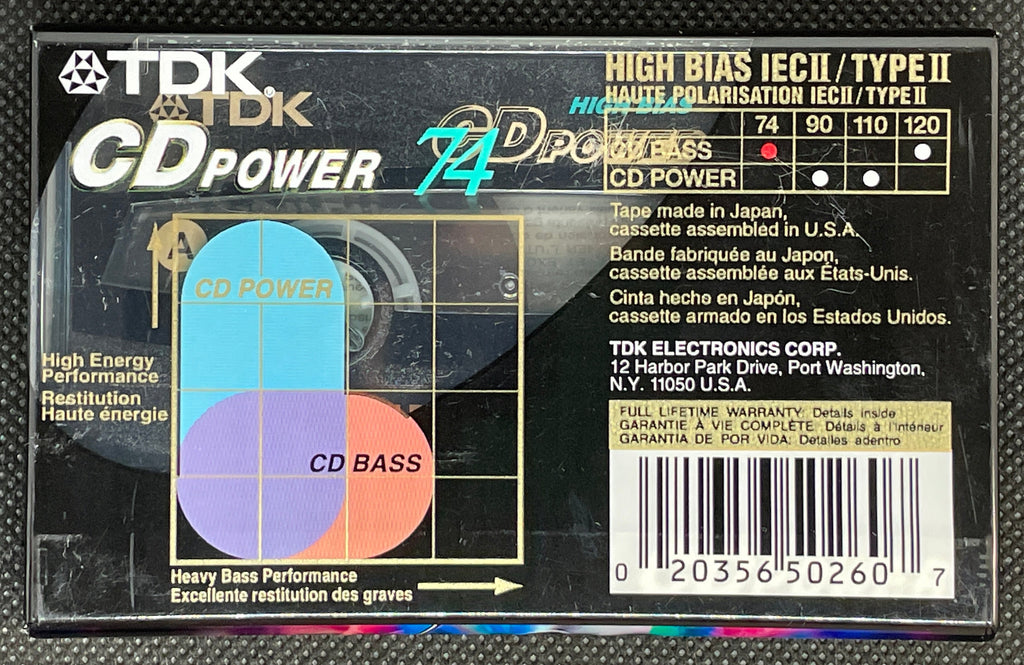 TDK
TDK
CD POWER
74
HIGH BIAS
CD POWER
HIGH BIAS IECII/TYPE II
HAUTE POLARISATION IECII/TYPE II
74 90 110 120
CD BASS
CD POWER
Tape made in Japan,
cassette assembled in U.S.A.
Bande fabriquée au Japon,
cassette assemblée aux États-Unis.
Cinta hecho en Japón,
cassette armado en los Estados Unidos.
TDK ELECTRONICS CORP.
12 Harbor Park Drive, Port Washington,
N.Y. 11050 U.S.A.
FULL LIFETIME WARRANTY: Details inside
GARANTIE À VIE COMPLÈTE: Détails à l'intérieur
GARANTIA DE POR VIDA: Detalles adentro
0 20356 50260 7
A
CD POWER
High Energy
Performance
Restitution
Haute énergie
CD BASS
Heavy Bass Performance
Excellente restitution des graves